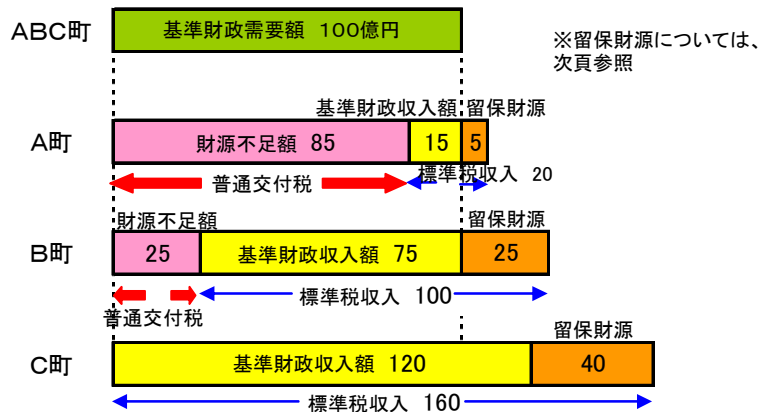 ABC町
基準財政需要額 100億円
※留保財源については、
次頁参照
基準財政収入額
留保財源
A町
財源不足額 85
15
5
標準税収入 20
普通交付税
財源不足額
留保財源
B町
25
基準財政収入額 75
25
標準税収入 100
普通交付税
留保財源
C町
基準財政収入額 120
40
標準税収入 160